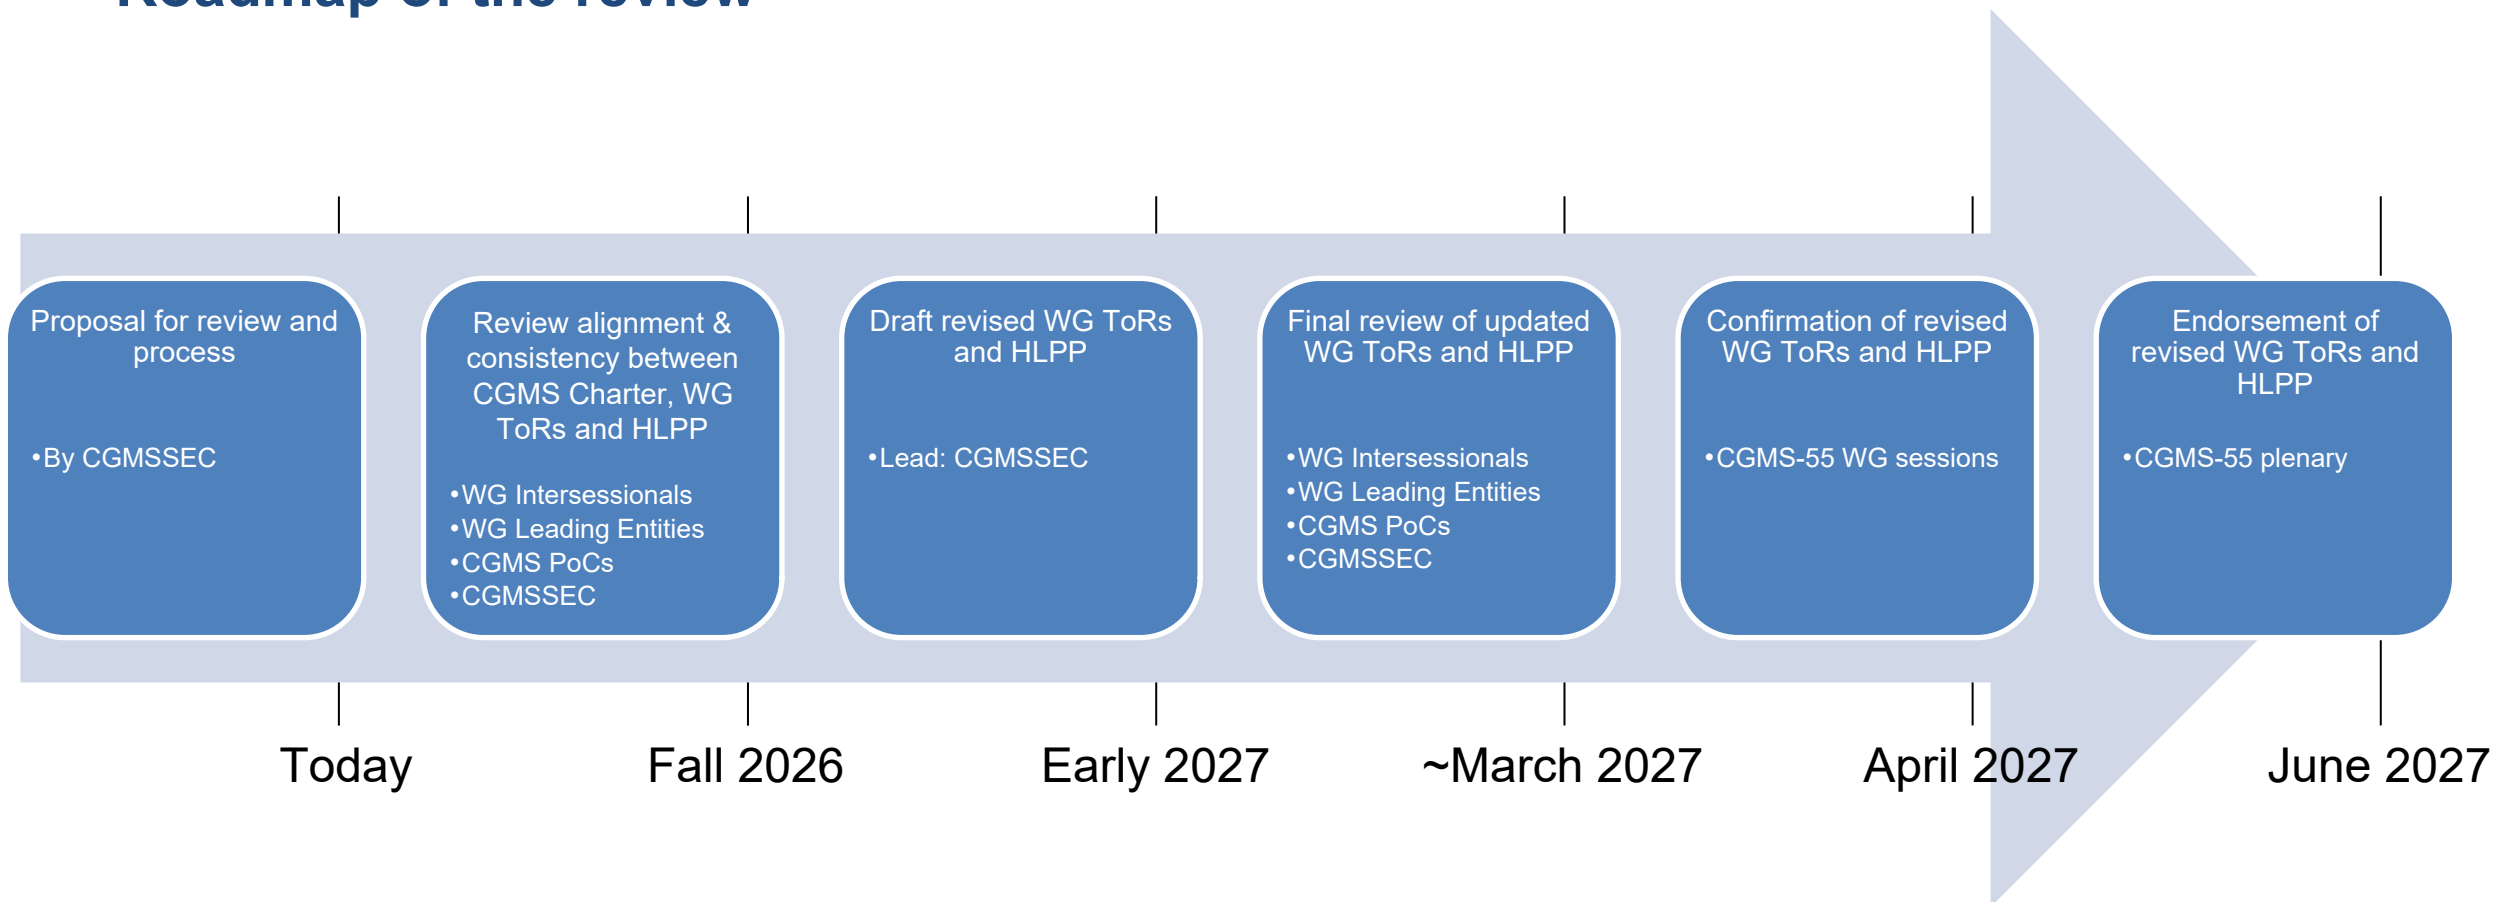 Roadmap of the review
Proposal for review and
process
•By CGMSSEC
Review alignment &
consistency between
CGMS Charter, WG
ToRs and HLPP
•WG Intersessionals
•WG Leading Entities
•CGMS PoCs
•CGMSSEC
Draft revised WG ToRs
and HLPP
•Lead: CGMSSEC
Final review of updated
WG ToRs and HLPP
•WG Intersessionals
•WG Leading Entities
•CGMS PoCs
•CGMSSEC
Confirmation of revised
WG ToRs and HLPP
•CGMS-55 WG sessions
Endorsement of
revised WG ToRs and
HLPP
•CGMS-55 plenary
Today
Fall 2026
Early 2027
~March 2027
April 2027
June 2027